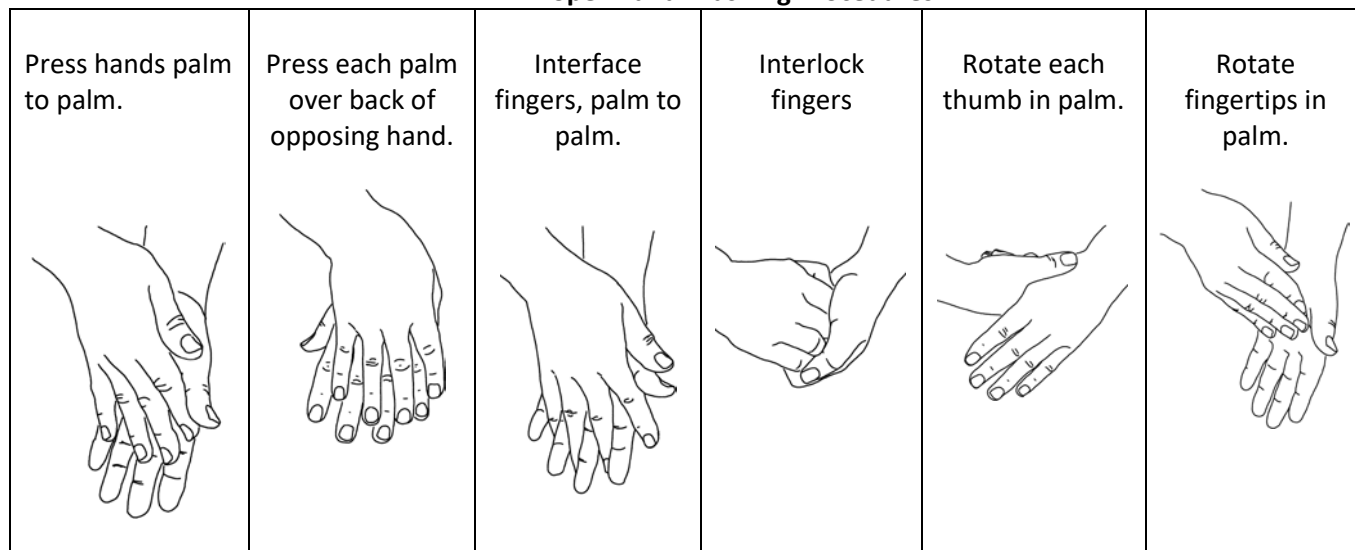 Press hands palm
to palm.
Press each palm
over back of
opposing hand.
Interface
fingers, palm to
palm.
Interlock
fingers
Rotate each
thumb in palm.
Rotate
fingertips in
palm.